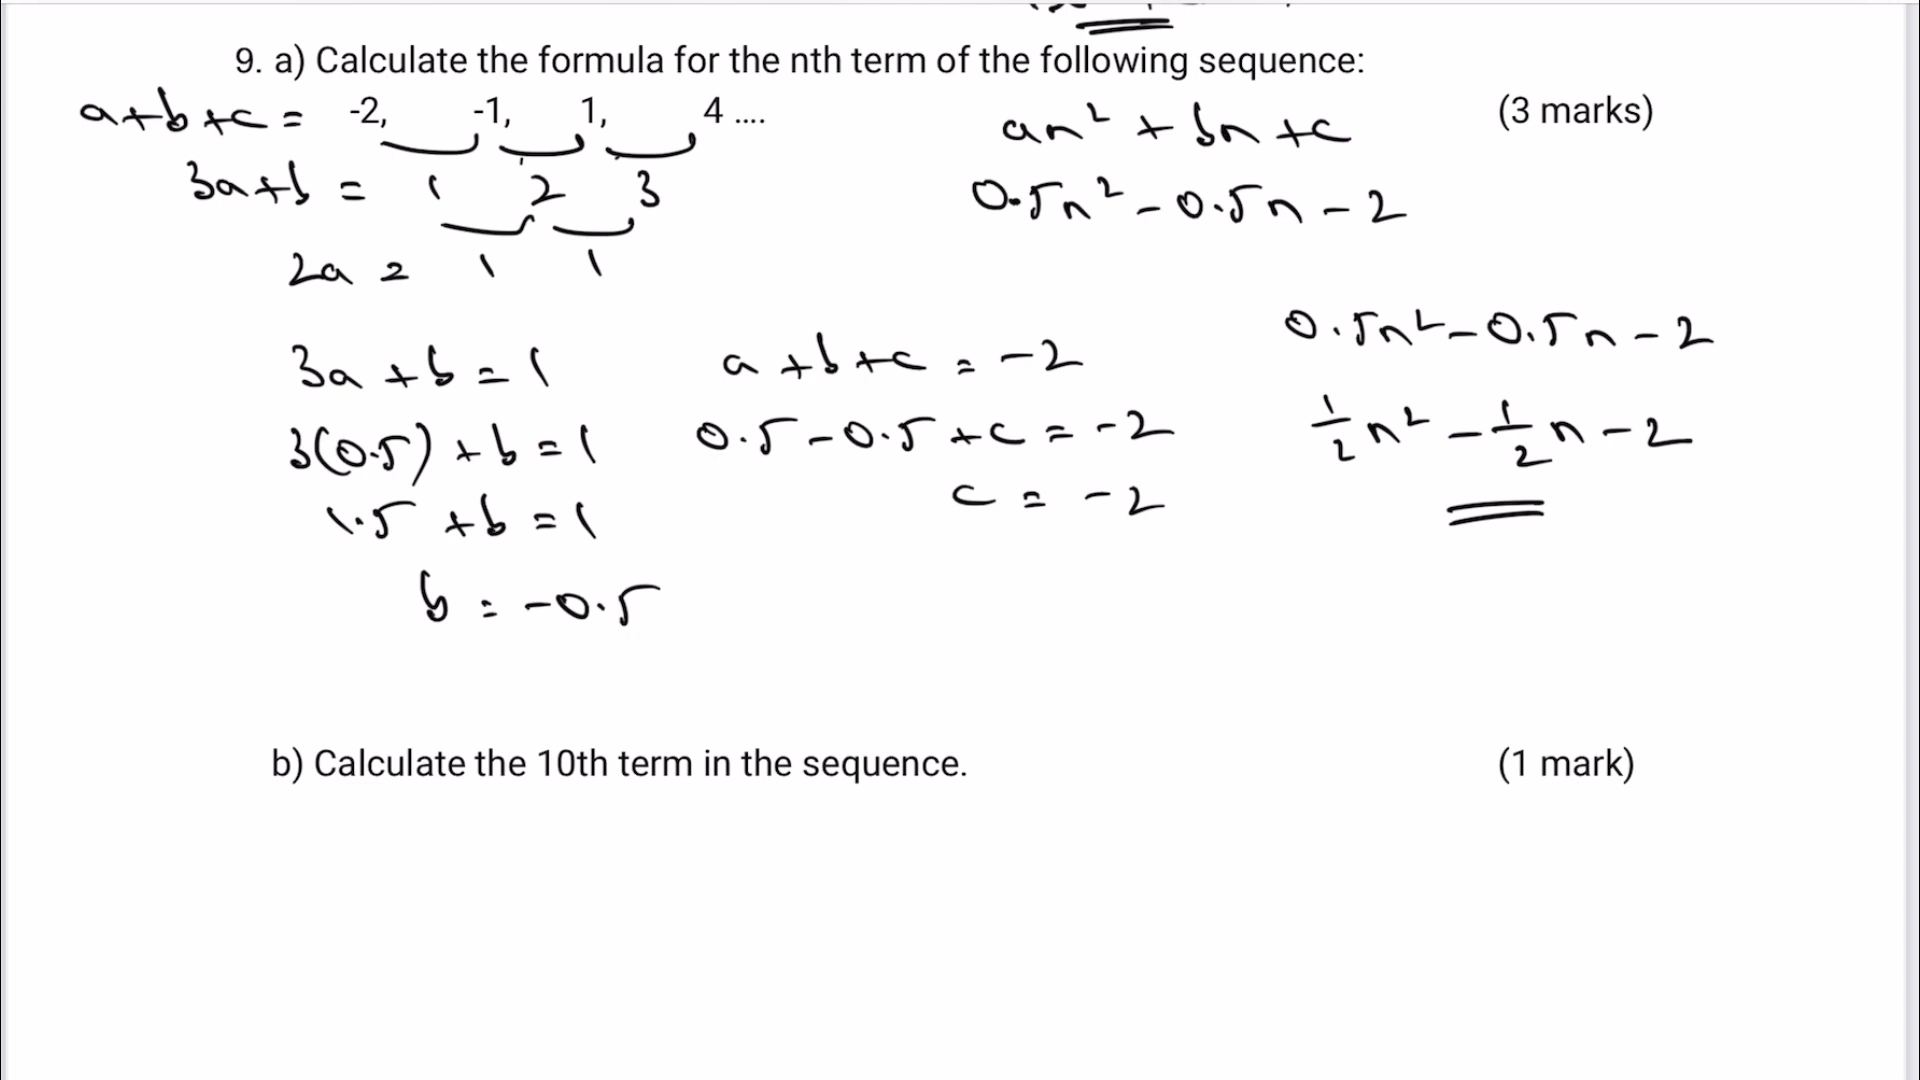 9. a) Calculate the formula for the nth term of the following sequence:
a+b+c = -2, -1, 1, 4 ....
(3 marks)
an² + bn + c
3a+b = 1 2 3
0.5n² - 0.5n - 2
2a = 1 1
3a + b = 1
a + b + c = -2
0.5n² - 0.5n - 2
3(0.5) + b = 1
0.5 - 0.5 + c = -2
½n² - ½n - 2
1.5 + b = 1
c = -2
b = -0.5
b) Calculate the 10th term in the sequence.
(1 mark)